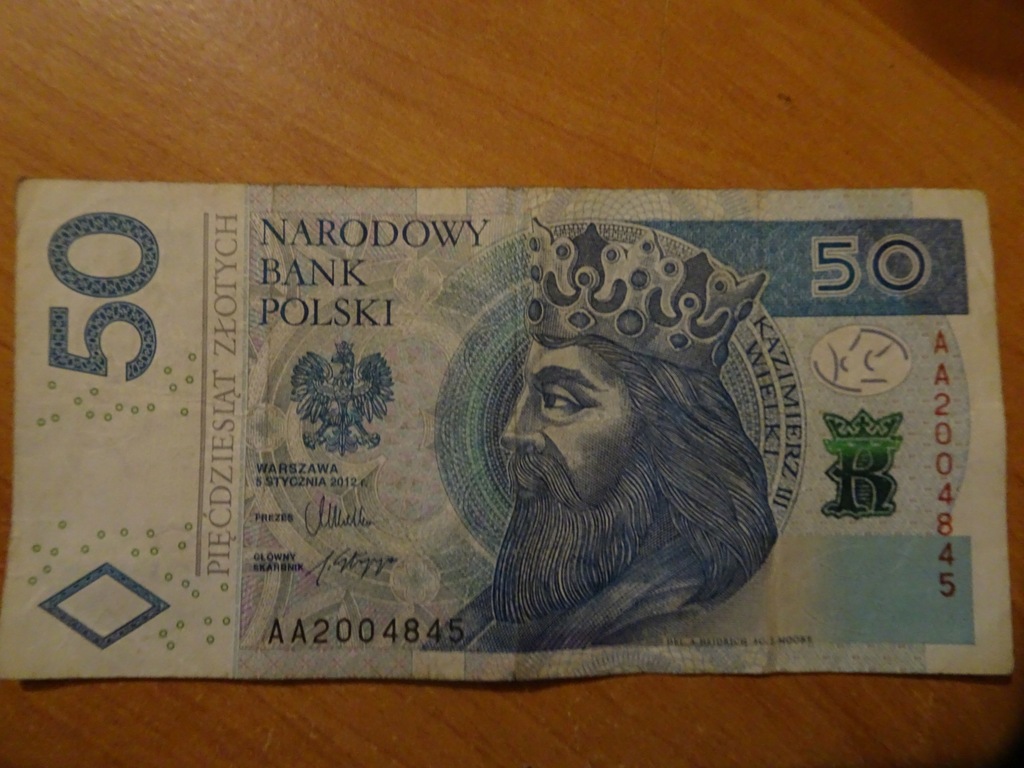 50
PIĘĆDZIESIĄT ZŁOTYCH
NARODOWY
BANK
POLSKI
WARSZAWA
5 STYCZNIA 2012 r.
PREZES
GŁÓWNY
SKARBNIK
AA2004845
50
KAZIMIERZ III
WIELKI
K
AA2004845